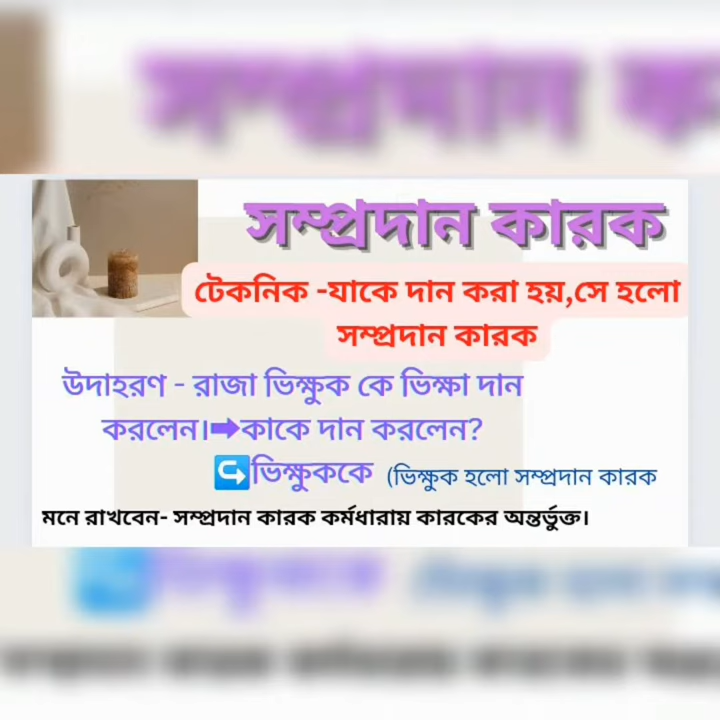 সম্প্রদান কারক
টেকনিক -যাকে দান করা হয়,সে হলো
সম্প্রদান কারক
উদাহরণ - রাজা ভিক্ষুক কে ভিক্ষা দান
করলেন।➡কাকে দান করলেন?
↪ভিক্ষুককে (ভিক্ষুক হলো সম্প্রদান কারক
মনে রাখবেন- সম্প্রদান কারক কর্মধারায় কারকের অন্তর্ভুক্ত।